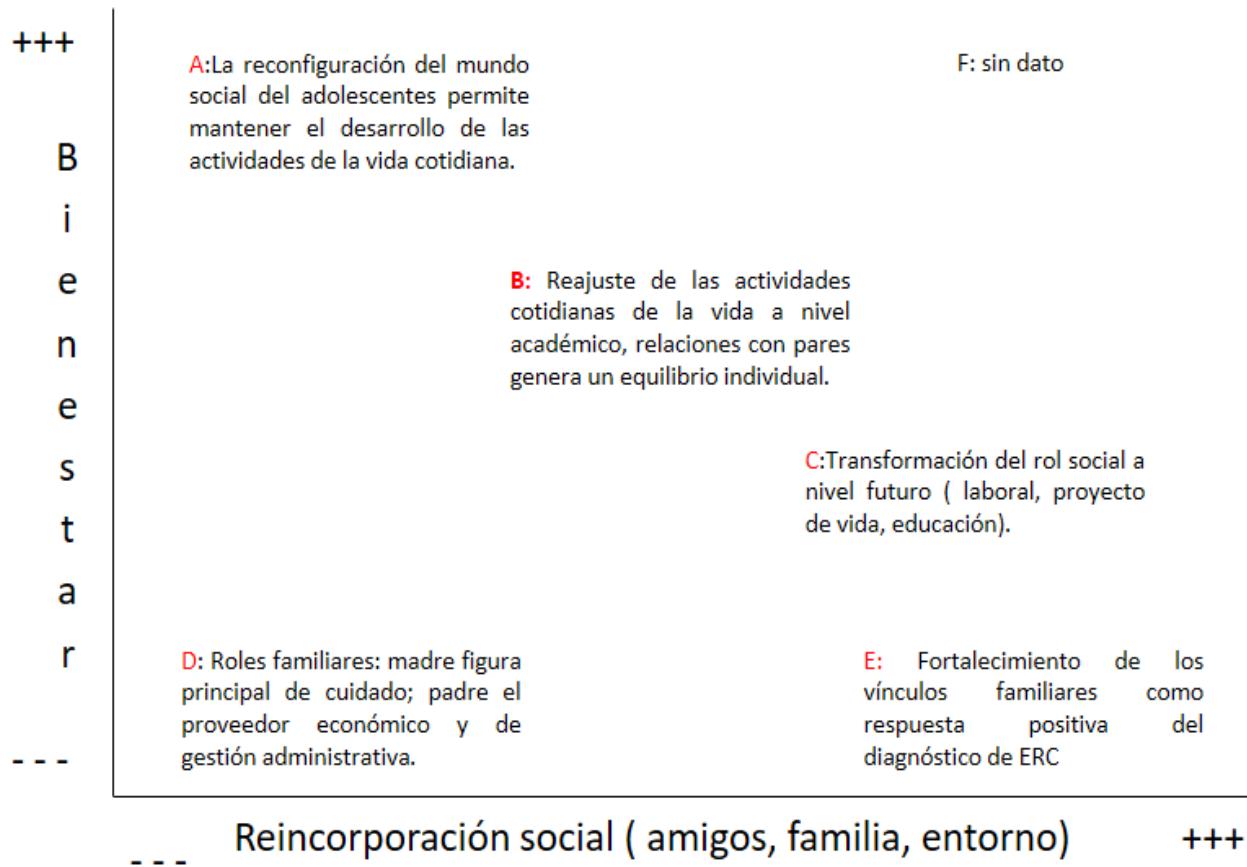 +++
A:La reconfiguración del mundo
social del adolescentes permite
mantener el desarrollo de las
actividades de la vida cotidiana.
F: sin dato
B
i
e
n
e
s
t
a
r
B: Reajuste de las actividades
cotidianas de la vida a nivel
académico, relaciones con pares
genera un equilibrio individual.
C:Transformación del rol social a
nivel futuro ( laboral, proyecto
de vida, educación).
D: Roles familiares: madre figura
principal de cuidado; padre el
proveedor económico y de
gestión administrativa.
E: Fortalecimiento de los
vínculos familiares como
respuesta positiva del
diagnóstico de ERC
- - -
Reincorporación social ( amigos, familia, entorno)
+++
- - -